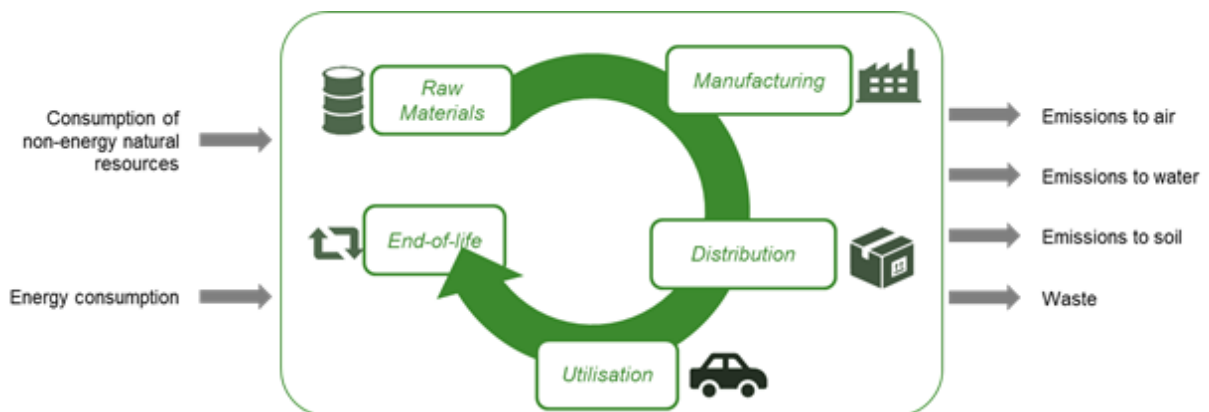 Consumption of
non-energy natural
resources
Energy consumption
Raw
Materials
Manufacturing
Distribution
Utilisation
End-of-life
Emissions to air
Emissions to water
Emissions to soil
Waste